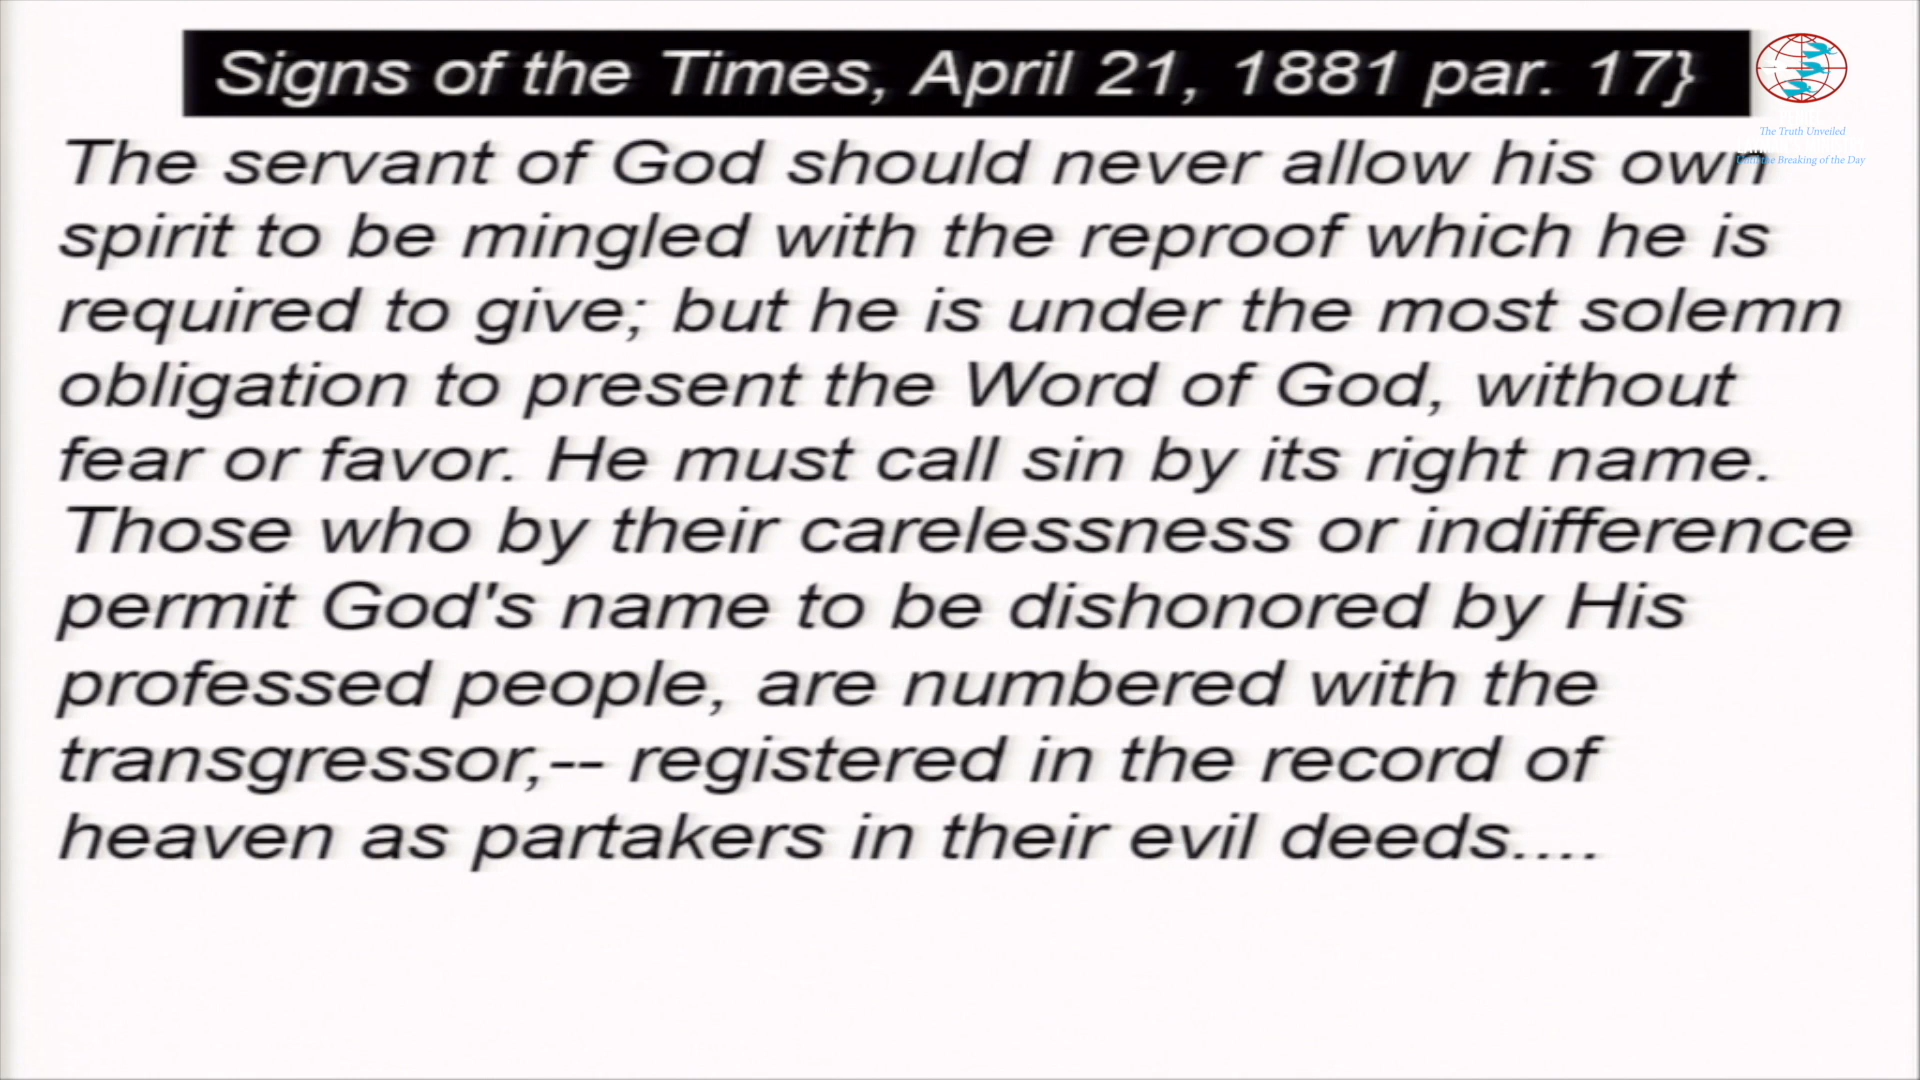 Signs of the Times, April 21, 1881 par. 17}
The Truth Unveiled
the Breaking of the Day
The servant of God should never allow his own
spirit to be mingled with the reproof which he is
required to give; but he is under the most solemn
obligation to present the Word of God, without
fear or favor. He must call sin by its right name.
Those who by their carelessness or indifference
permit God's name to be dishonored by His
professed people, are numbered with the
transgressor,-- registered in the record of
heaven as partakers in their evil deeds....